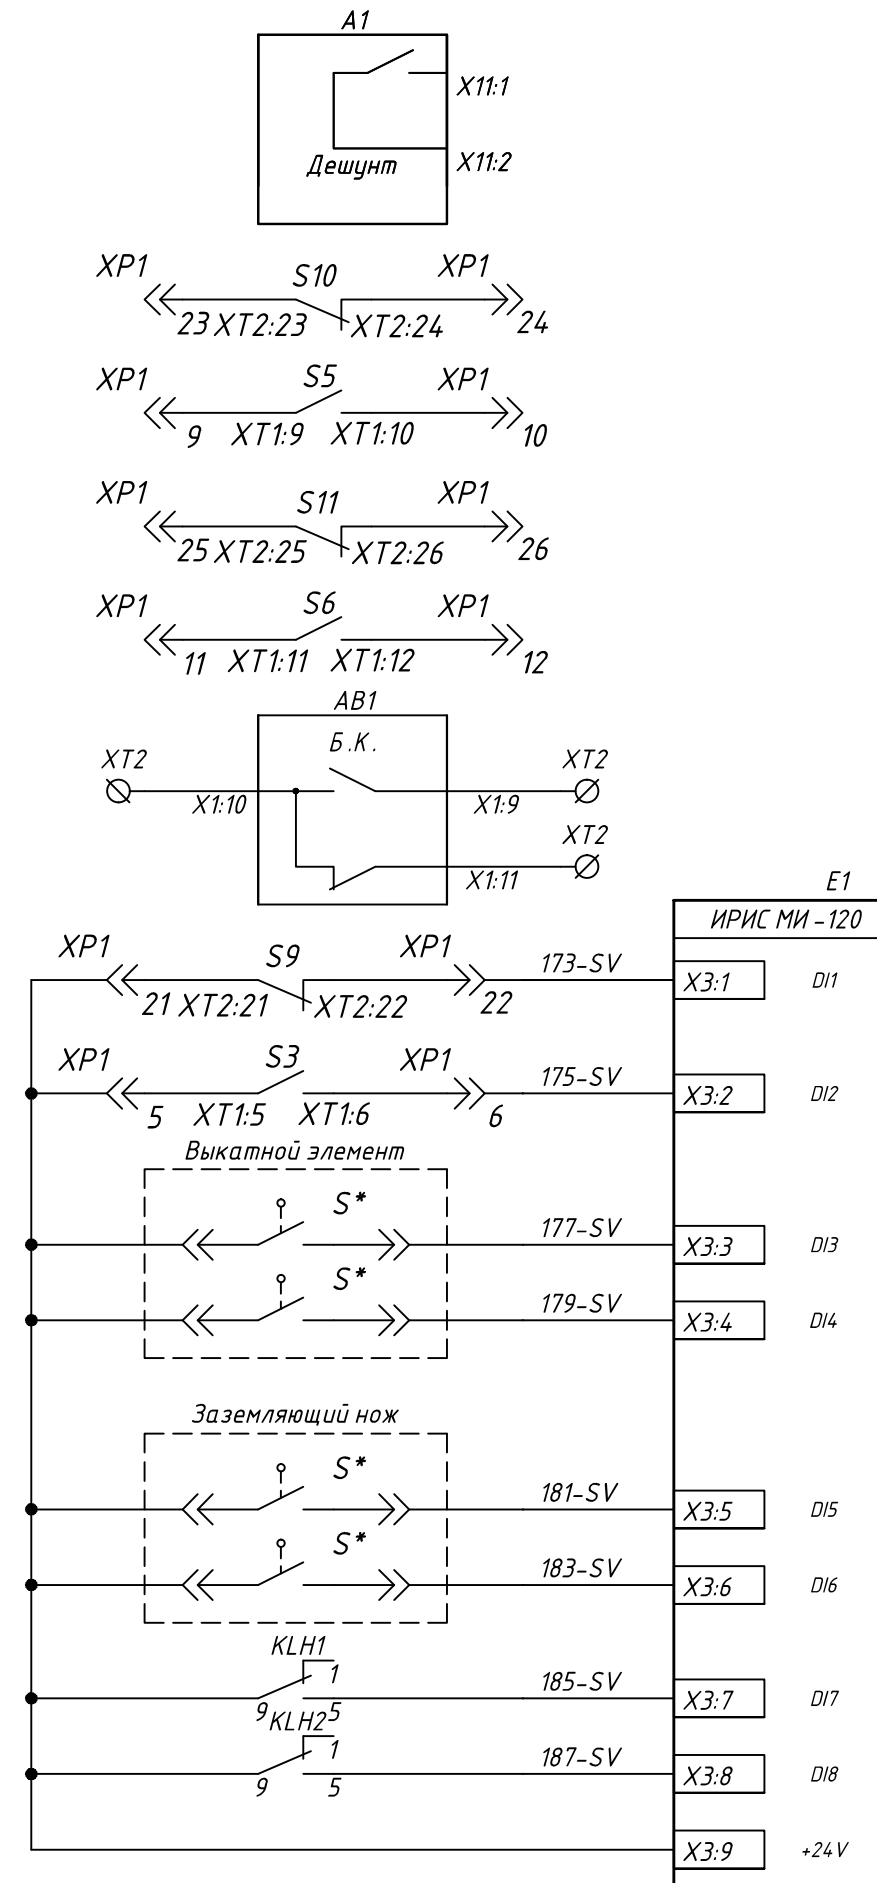 A1
X11:1
X11:2
Дешунт
XP1
S10
XP1
23 XT2:23
XT2:24
24
XP1
S5
XP1
9
XT1:9
XT1:10
10
XP1
S11
XP1
25 XT2:25
XT2:26
26
XP1
S6
XP1
11
XT1:11
XT1:12
12
AB1
Б.К.
XT2
XT2
X1:10
X1:9
XT2
X1:11
E1
ИРИС МИ -120
XP1
S9
XP1
173-SV
X3:1
DI1
21 XT2:21
XT2:22
22
XP1
S3
XP1
175-SV
X3:2
DI2
5
XT1:5
XT1:6
6
Выкатной элемент
S*
177-SV
X3:3
DI3
S*
179-SV
X3:4
DI4
Заземляющий нож
S*
181-SV
X3:5
DI5
S*
183-SV
X3:6
DI6
KLH1
1
185-SV
X3:7
DI7
9
5
KLH2
1
187-SV
X3:8
DI8
9
5
X3:9
+24V